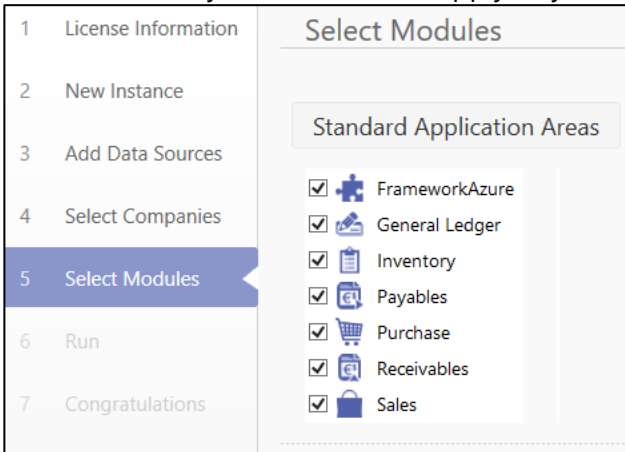 1 License Information
2 New Instance
3 Add Data Sources
4 Select Companies
5 Select Modules
6 Run
7 Congratulations
Select Modules
Standard Application Areas
FrameworkAzure
General Ledger
Inventory
Payables
Purchase
Receivables
Sales